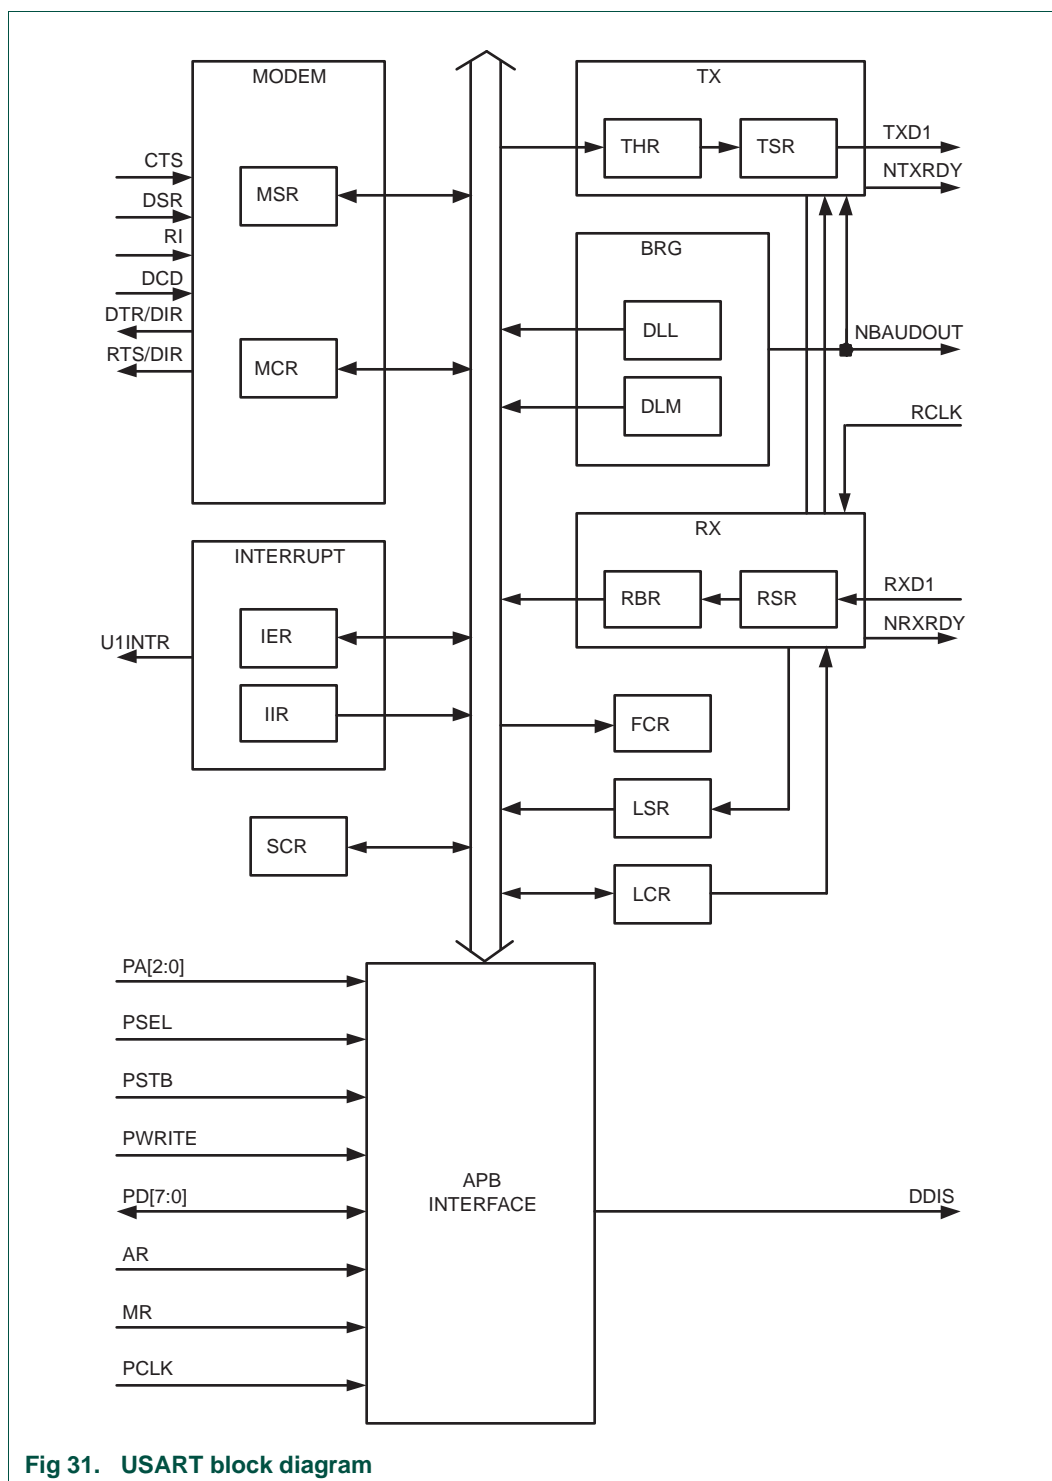 MODEM
MSR
MCR
CTS
DSR
RI
DCD
DTR/DIR
RTS/DIR
TX
THR
TSR
TXD1
NTXRDY
BRG
DLL
DLM
NBAUDOUT
RCLK
INTERRUPT
IER
IIR
U1INTR
RX
RBR
RSR
RXD1
NRXRDY
FCR
LSR
LCR
SCR
PA[2:0]
PSEL
PSTB
PWRITE
PD[7:0]
AR
MR
PCLK
APB
INTERFACE
DDIS
Fig 31. USART block diagram